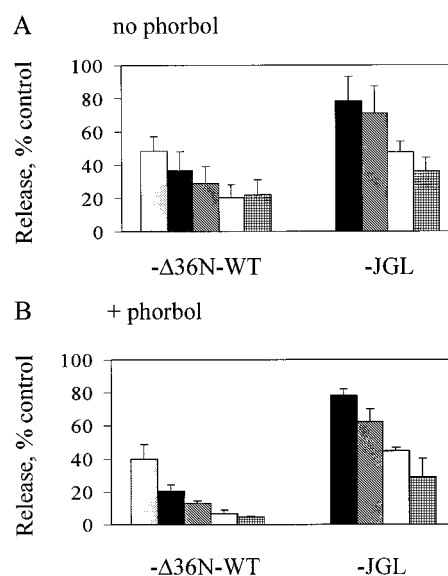 A no phorbol
Release, % control
100
80
60
40
20
0
-Δ36N-WT -JGL
B + phorbol
Release, % control
100
80
60
40
20
0
-Δ36N-WT -JGL